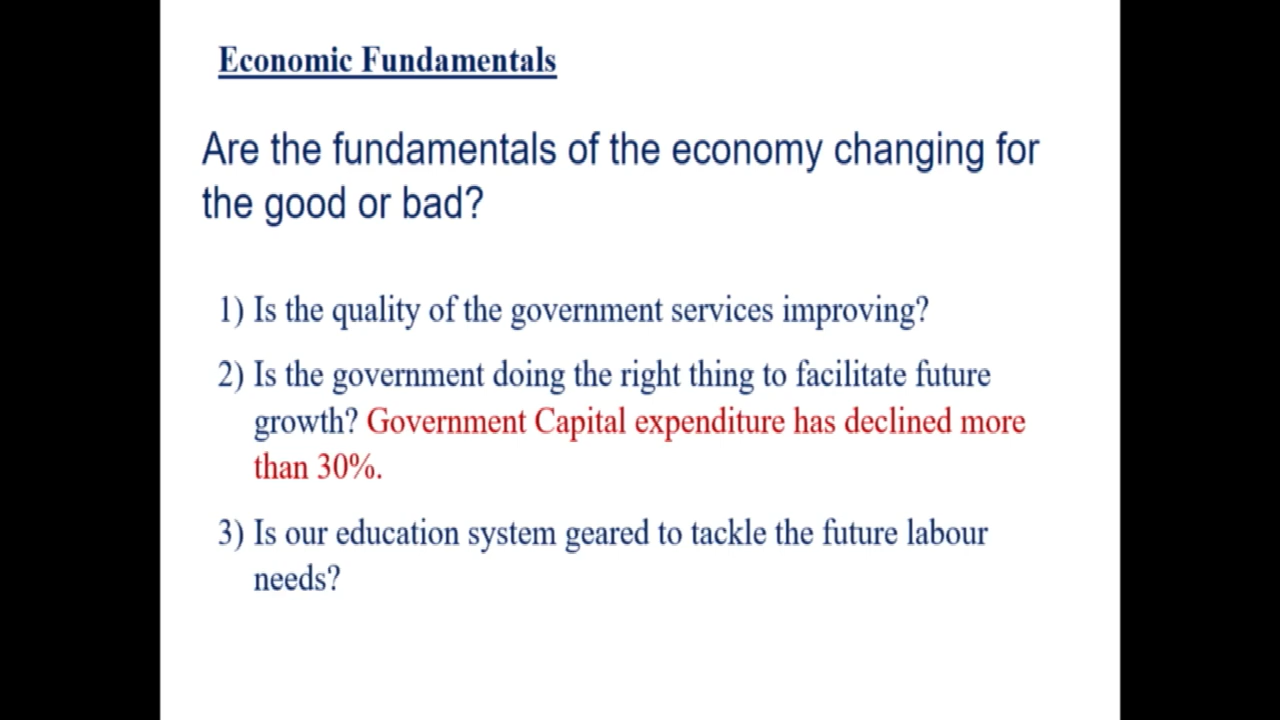 Economic Fundamentals
Are the fundamentals of the economy changing for
the good or bad?
1) Is the quality of the government services improving?
2) Is the government doing the right thing to facilitate future
growth? Government Capital expenditure has declined more
than 30%.
3) Is our education system geared to tackle the future labour
needs?